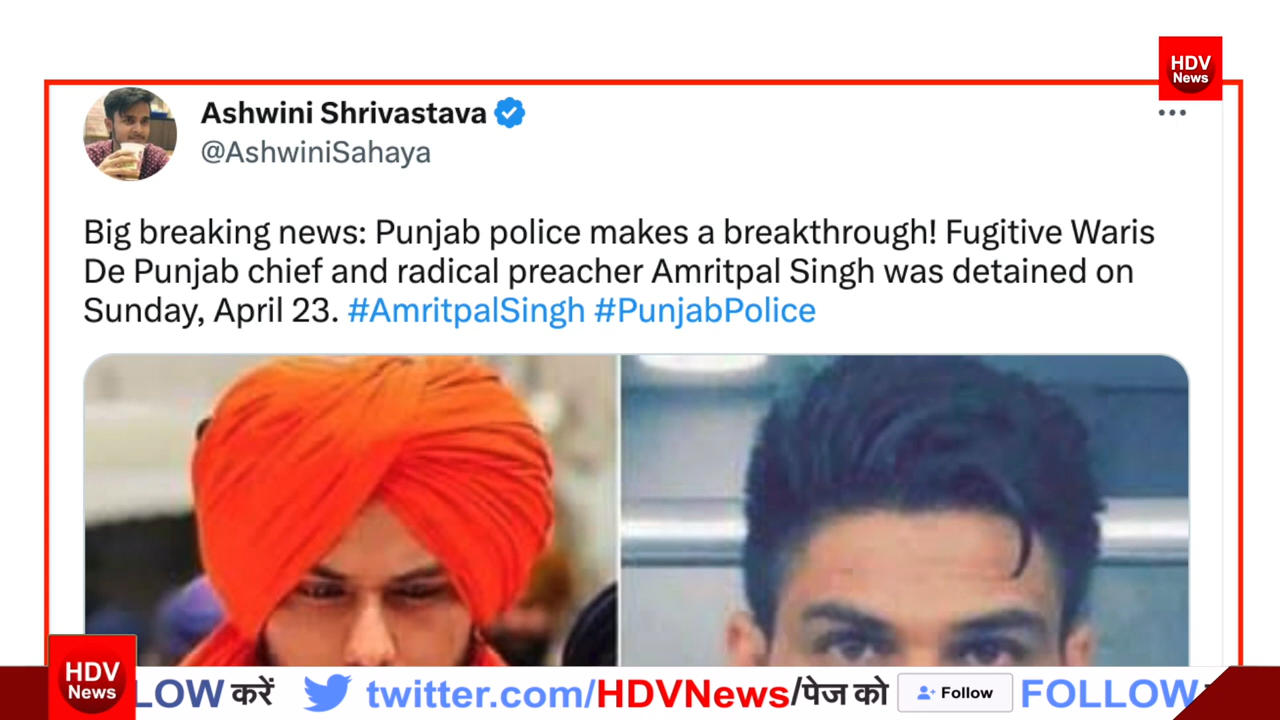 HDV
News
Ashwini Shrivastava
@AshwiniSahaya
Big breaking news: Punjab police makes a breakthrough! Fugitive Waris
De Punjab chief and radical preacher Amritpal Singh was detained on
Sunday, April 23. #AmritpalSingh #PunjabPolice
HDV
News
LOW करें twitter.com/HDVNews/पेज को Follow FOLLOW